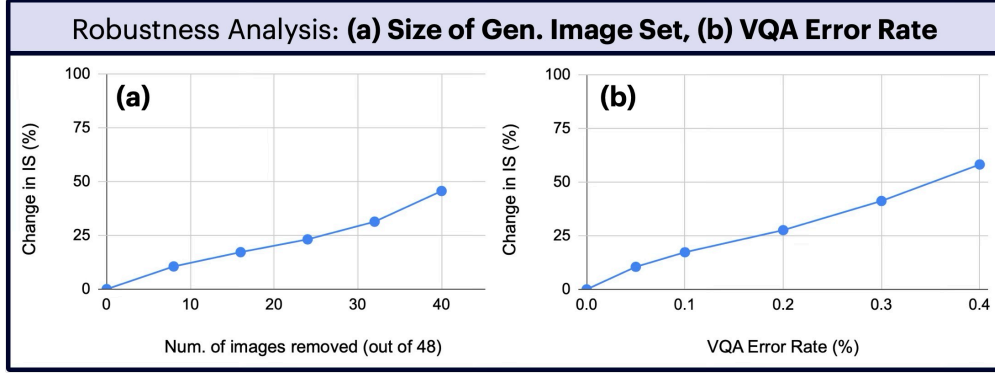 Robustness Analysis: (a) Size of Gen. Image Set, (b) VQA Error Rate
(a)
Change in IS (%)
100
75
50
25
0
0 10 20 30 40
Num. of images removed (out of 48)
(b)
Change in IS (%)
100
75
50
25
0
0.0 0.1 0.2 0.3 0.4
VQA Error Rate (%)